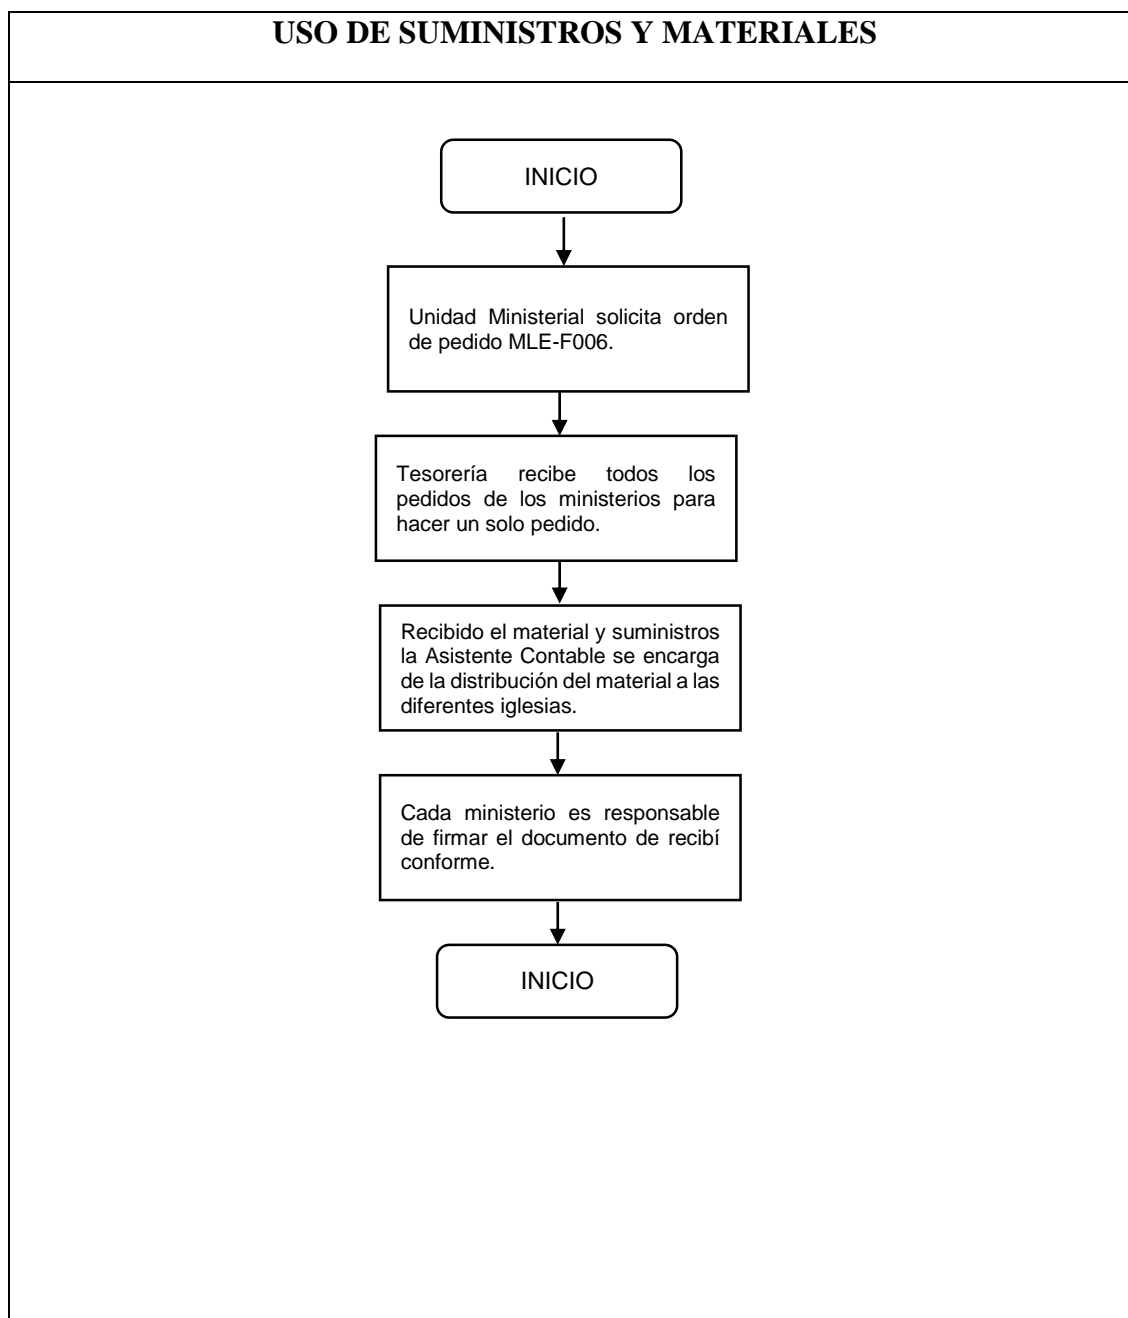 USO DE SUMINISTROS Y MATERIALES
INICIO
Unidad Ministerial solicita orden
de pedido MLE-F006.
Tesorería recibe todos los
pedidos de los ministerios para
hacer un solo pedido.
Recibido el material y suministros
la Asistente Contable se encarga
de la distribución del material a las
diferentes iglesias.
Cada ministerio es responsable
de firmar el documento de recibí
conforme.
INICIO